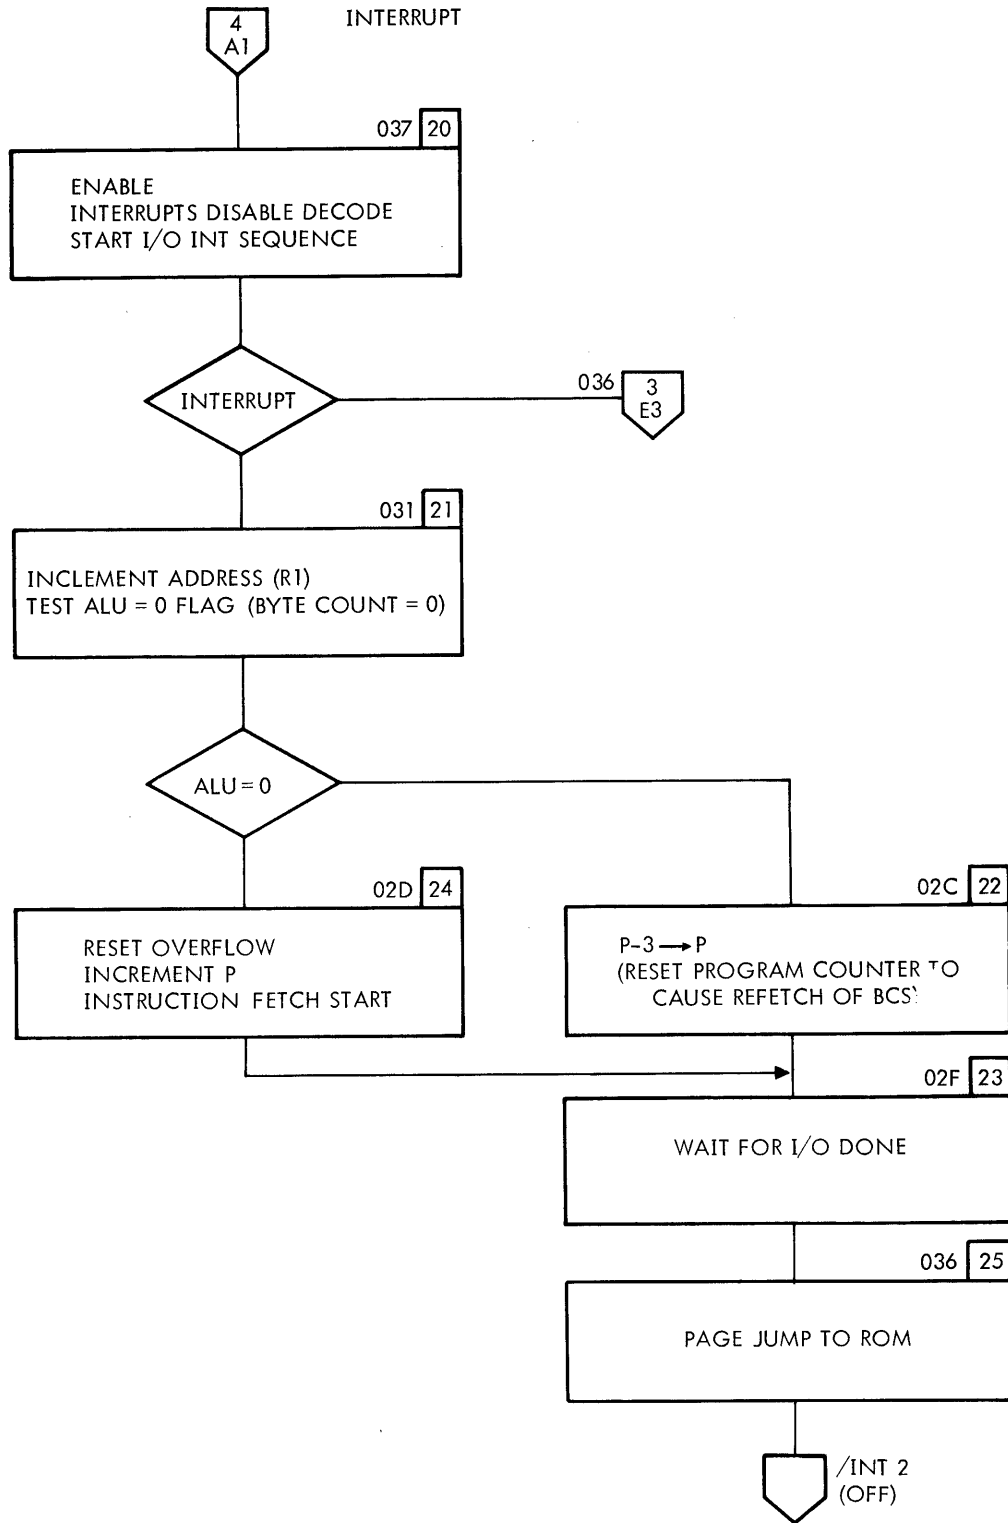 4
A1
INTERRUPT
037 20
ENABLE
INTERRUPTS DISABLE DECODE
START I/O INT SEQUENCE
INTERRUPT
036
3
E3
031 21
INCLEMENT ADDRESS (R1)
TEST ALU = 0 FLAG (BYTE COUNT = 0)
ALU = 0
02D 24
RESET OVERFLOW
INCREMENT P
INSTRUCTION FETCH START
02C 22
P-3 → P
(RESET PROGRAM COUNTER TO
CAUSE REFETCH OF BCS)
02F 23
WAIT FOR I/O DONE
036 25
PAGE JUMP TO ROM
/INT 2
(OFF)